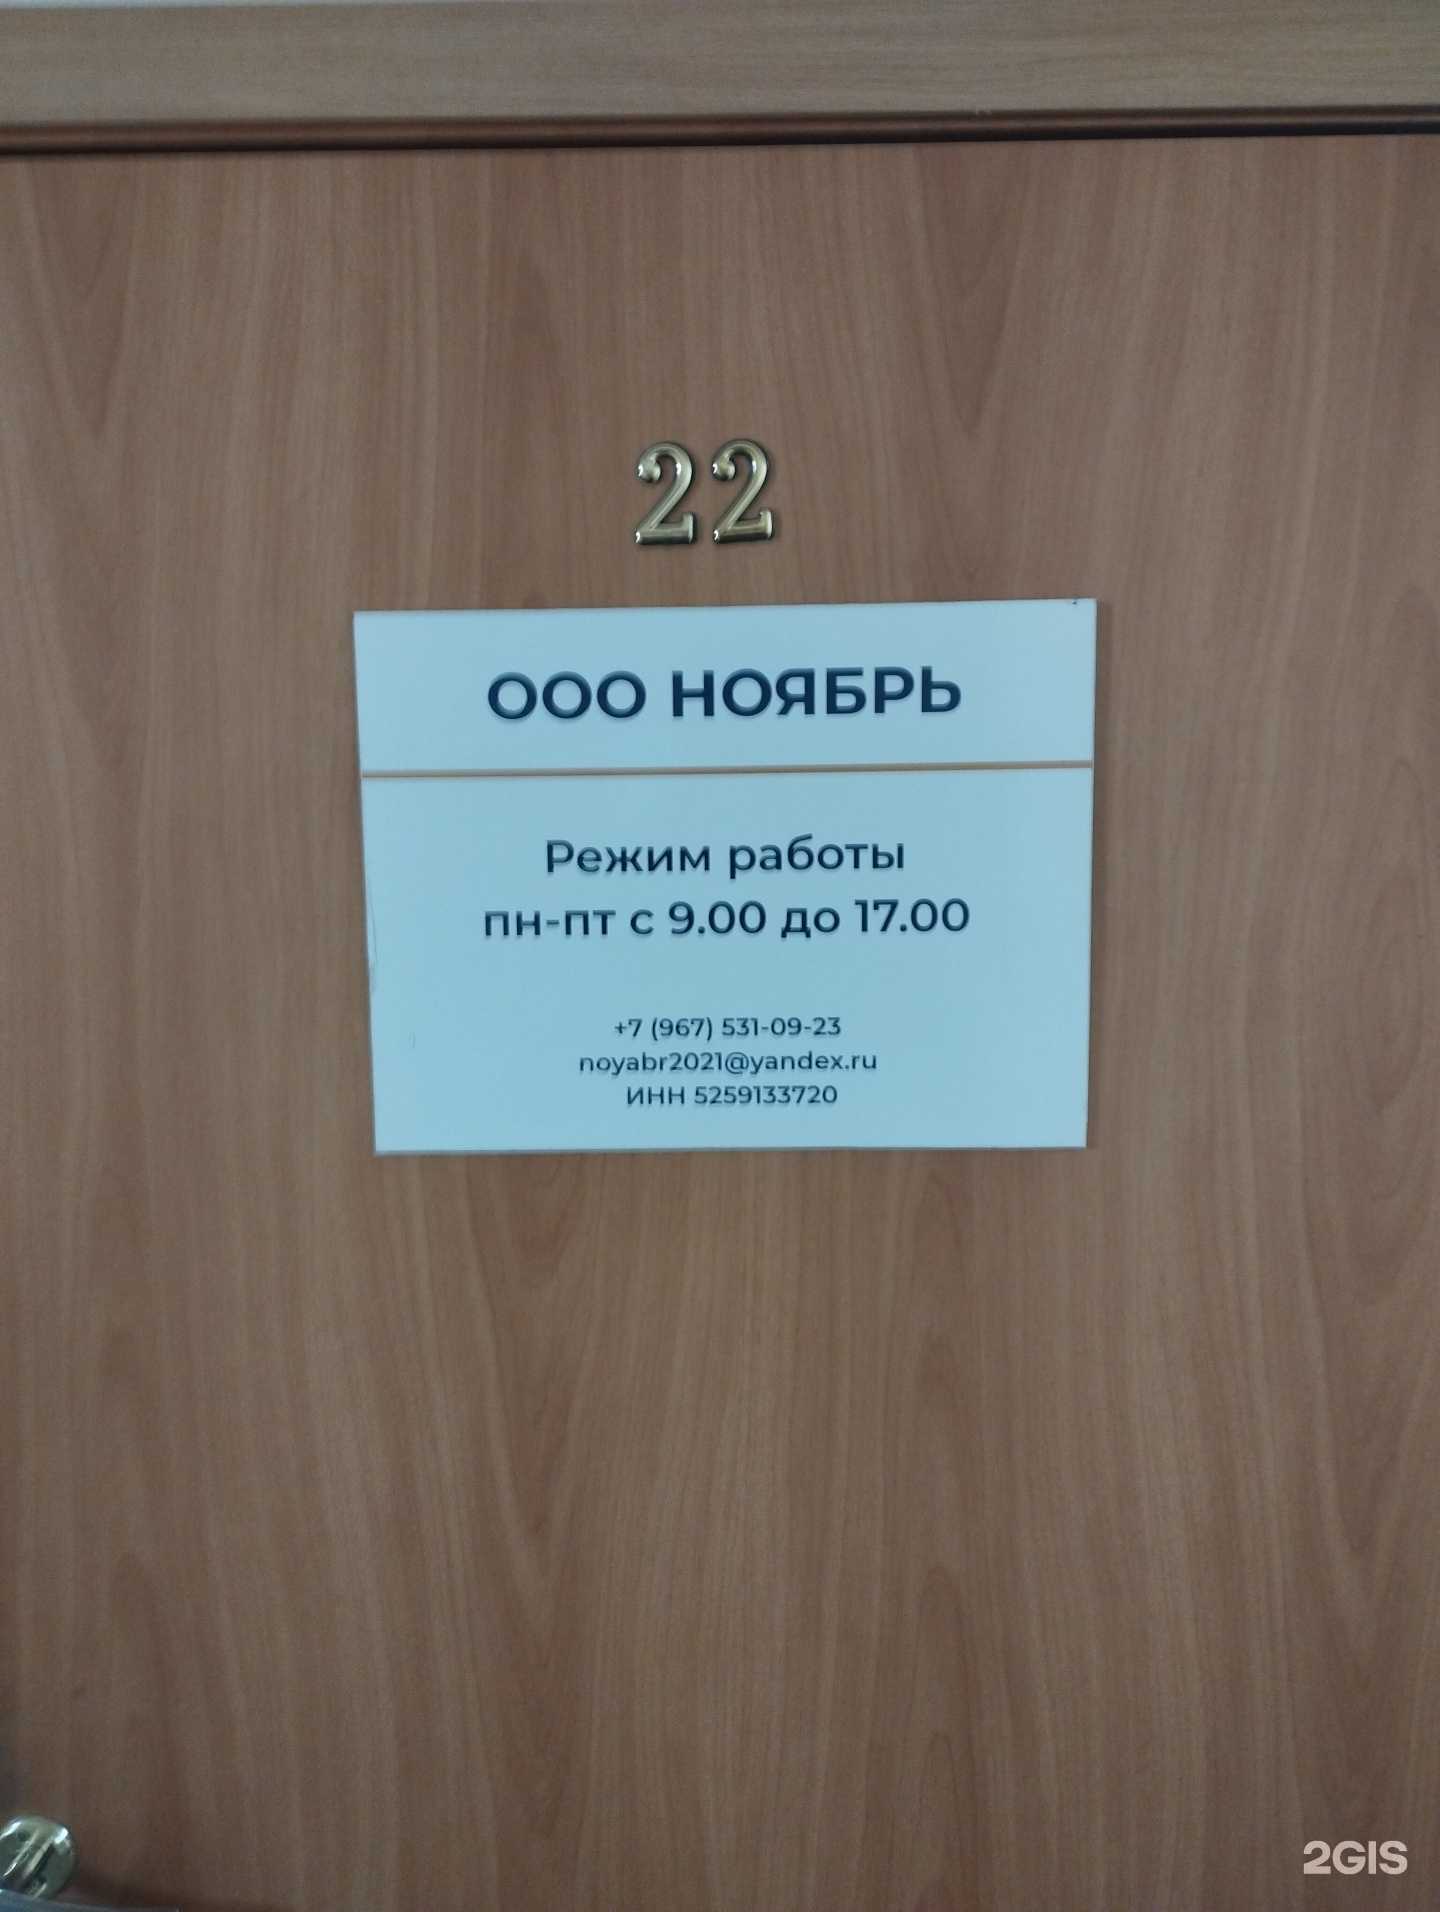 22
ООО НОЯБРЬ
Режим работы
пн-пт с 9.00 до 17.00
+7 (967) 531-09-23
noyabr2021@yandex.ru
ИНН 5259133720
2GIS